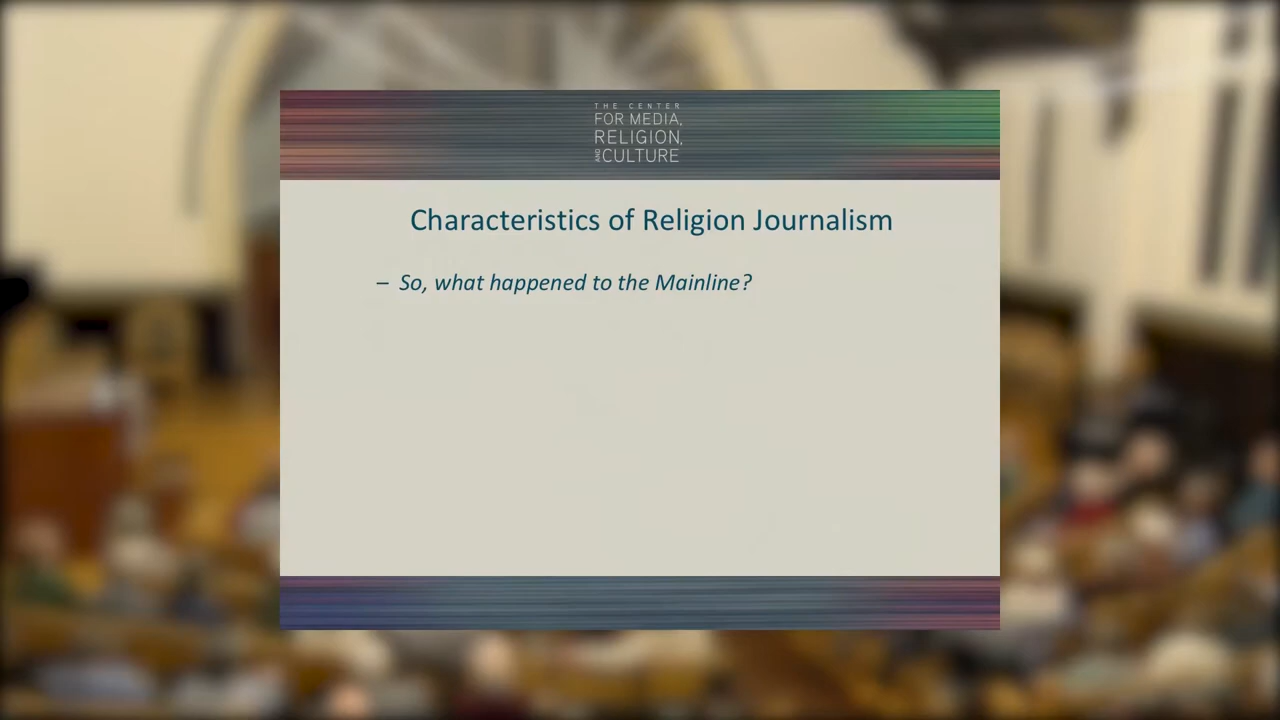 THE CENTER
FOR MEDIA,
RELIGION,
AND CULTURE
Characteristics of Religion Journalism
– So, what happened to the Mainline?